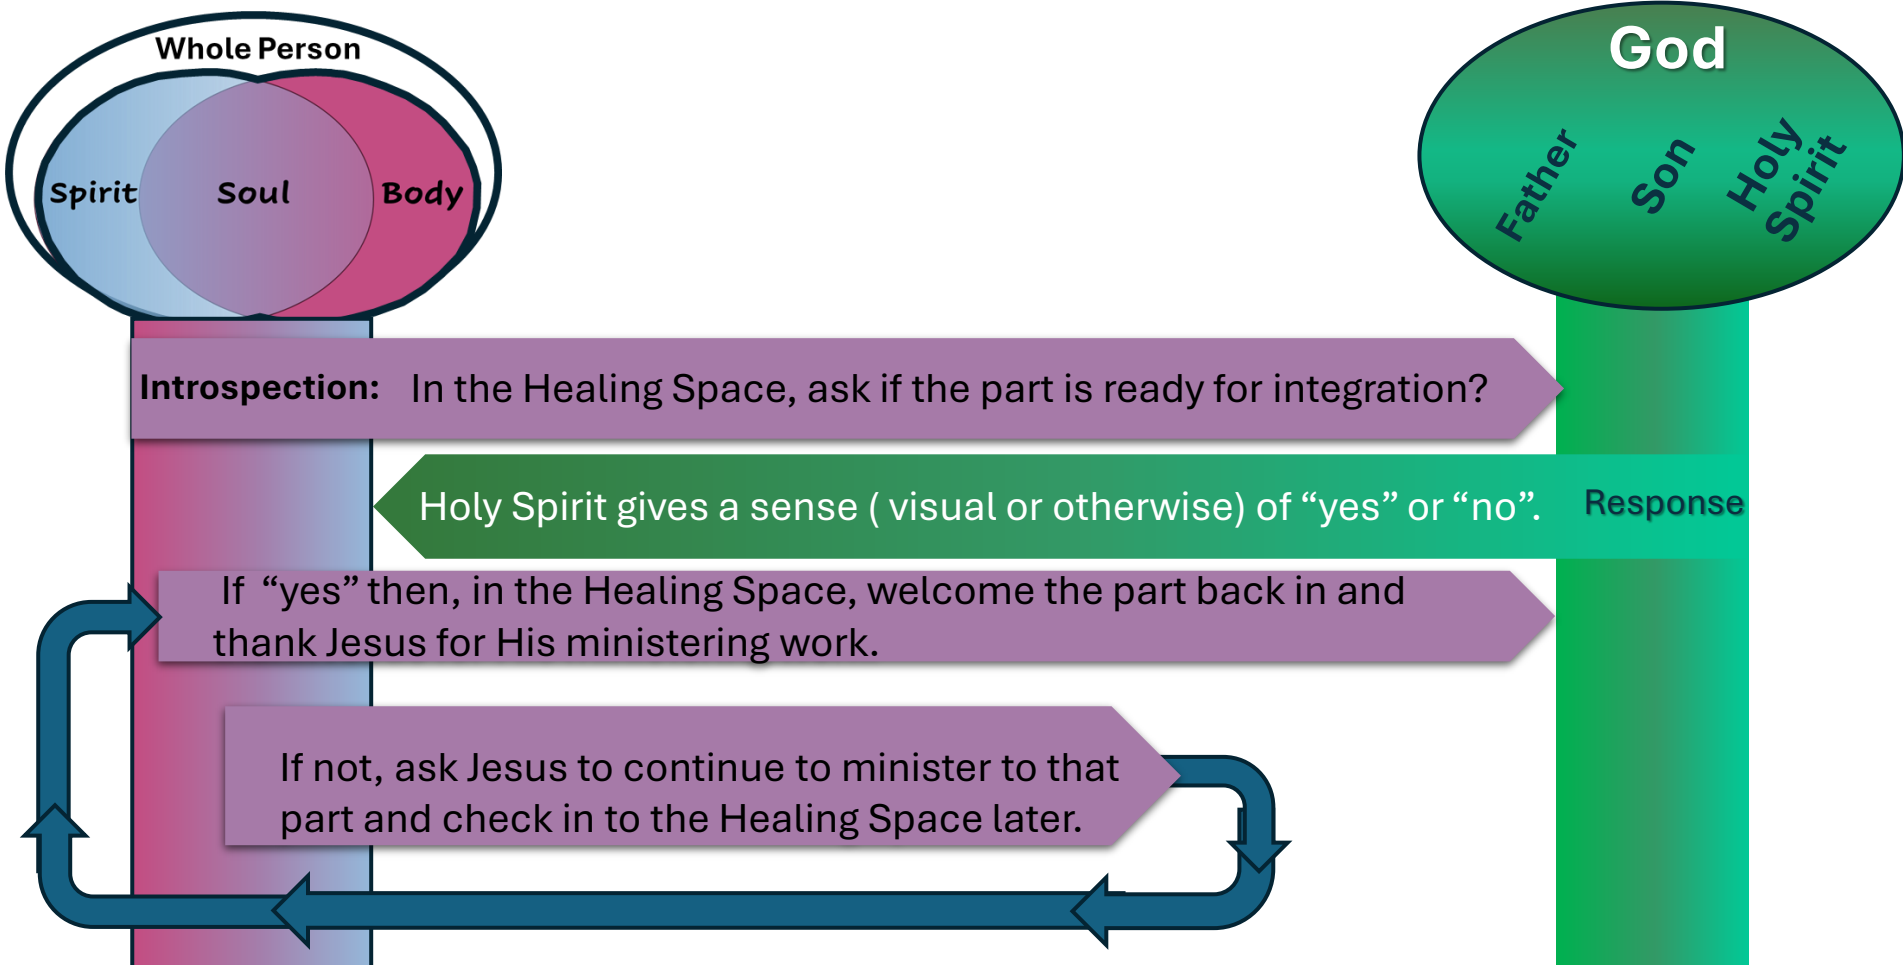 Whole Person
Spirit
Soul
Body
God
Father
Son
Holy
Spirit
Introspection: In the Healing Space, ask if the part is ready for integration?
Holy Spirit gives a sense ( visual or otherwise) of “yes” or “no”. Response
If “yes” then, in the Healing Space, welcome the part back in and
thank Jesus for His ministering work.
If not, ask Jesus to continue to minister to that
part and check in to the Healing Space later.